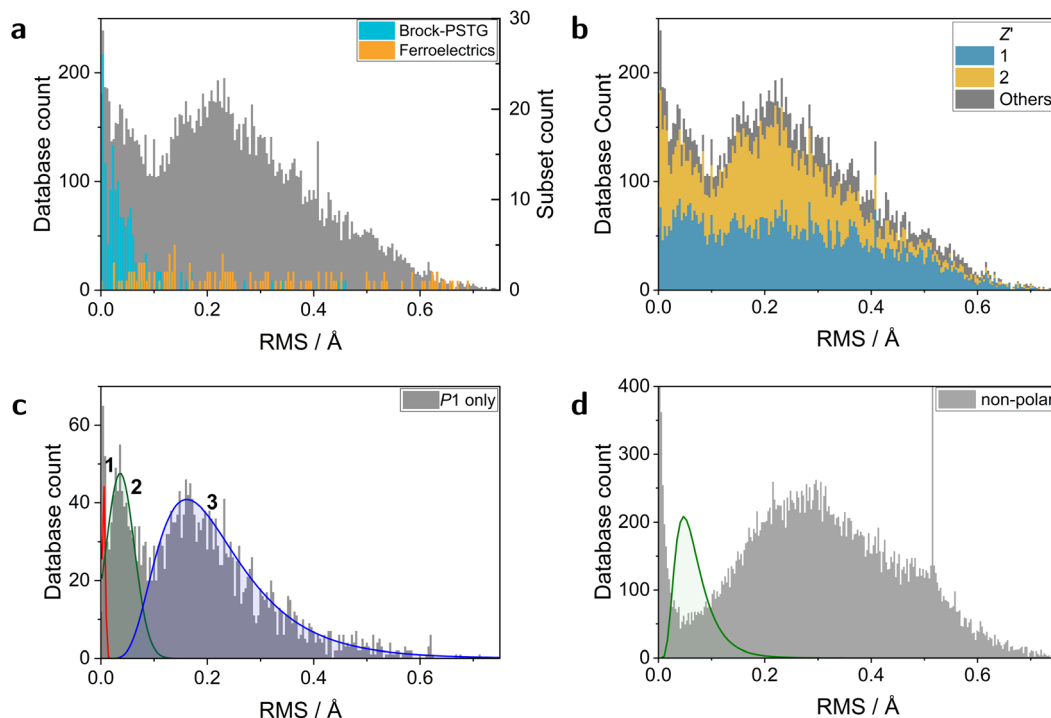 a
Brock-PSTG
Ferroelectrics
Database count
Subset count
200
100
0
30
20
10
0
0.0 0.2 0.4 0.6
RMS / Å
b
Z'
1
2
Others
Database Count
200
100
0
0.0 0.2 0.4 0.6
RMS / Å
c
P1 only
1
2
3
Database count
60
40
20
0
0.0 0.2 0.4 0.6
RMS / Å
d
non-polar
Database count
400
300
200
100
0
0.0 0.2 0.4 0.6
RMS / Å